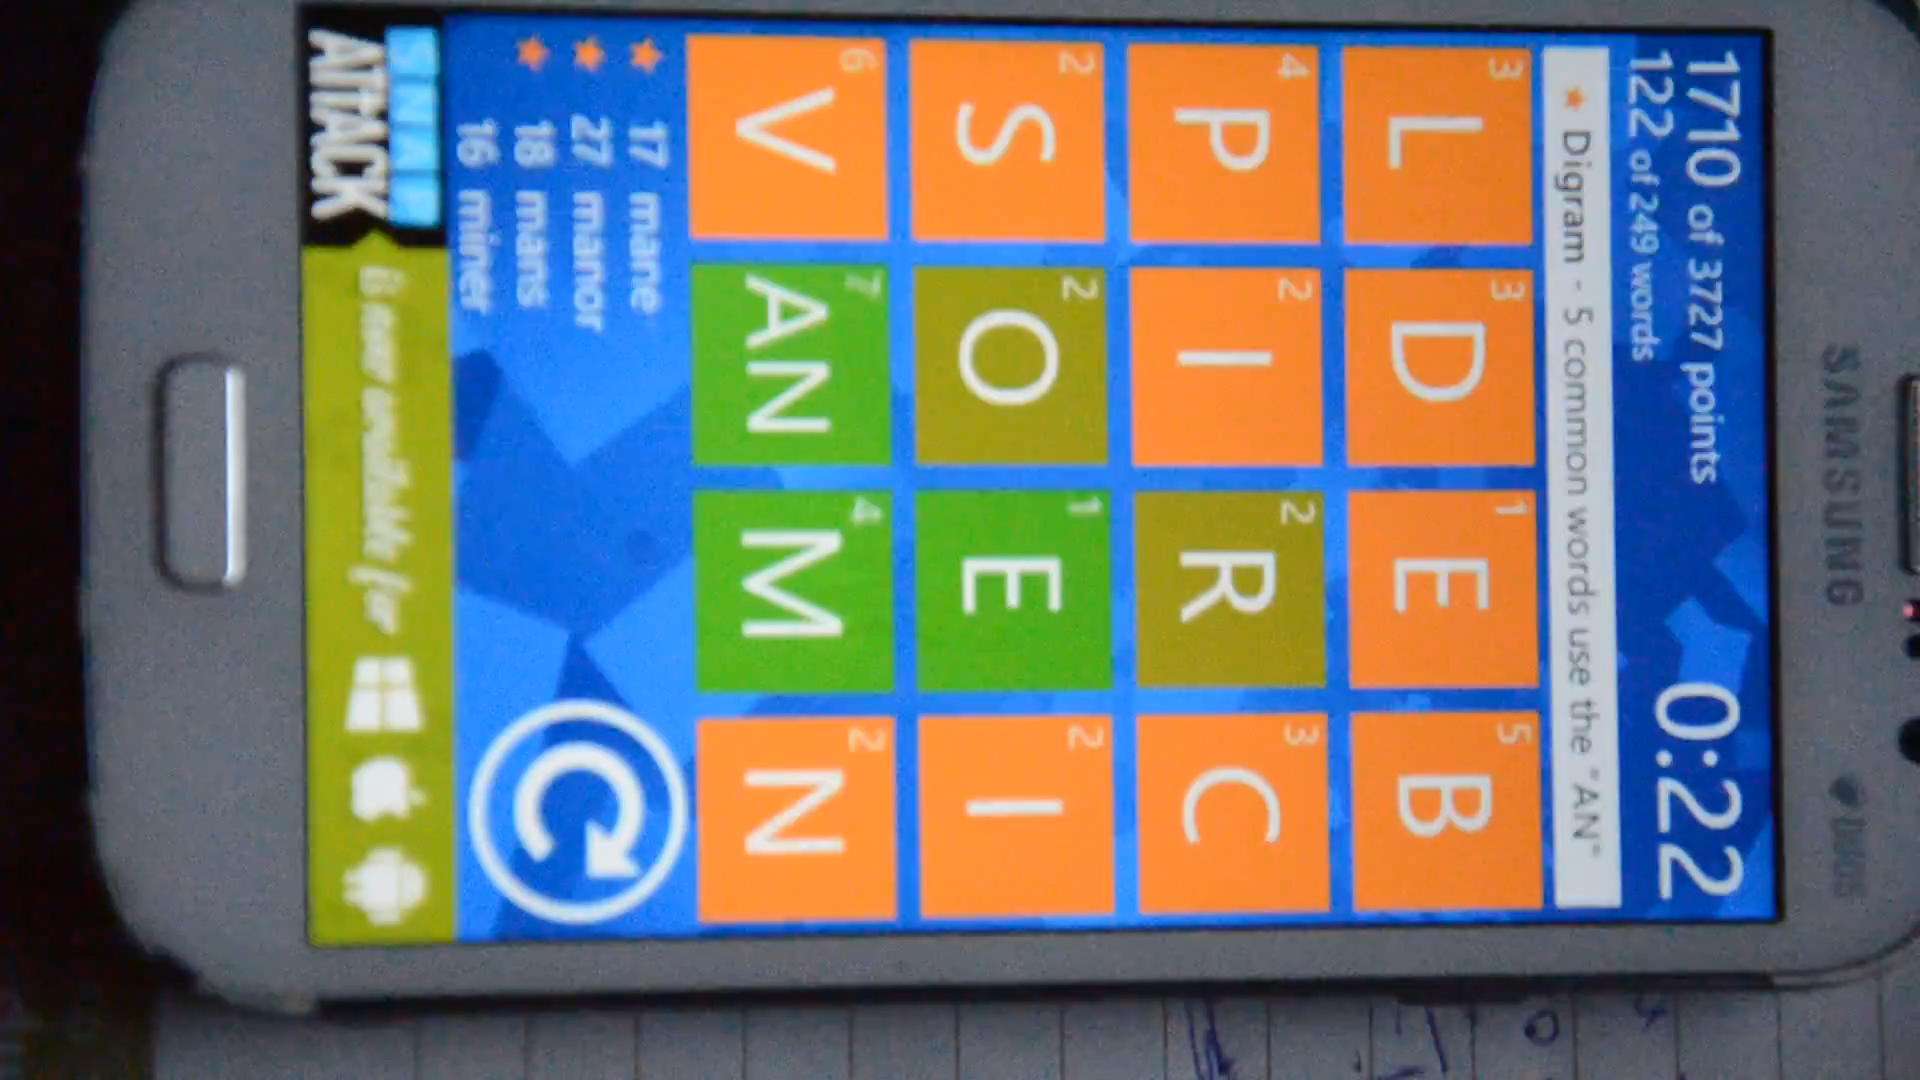 SAMSUNG
DUOS
1710 of 3727 points
122 of 249 words
0:22
Digram - 5 common words use the "AN"
3 L 3 D 1 E 5 B
4 P 2 I 2 R 3 C
2 S 2 O 1 E 2 I
6 V 7 AN 4 M 2 N
17 mane
27 manor
18 mans
16 miner
SNAP
ATTACK
is now available for